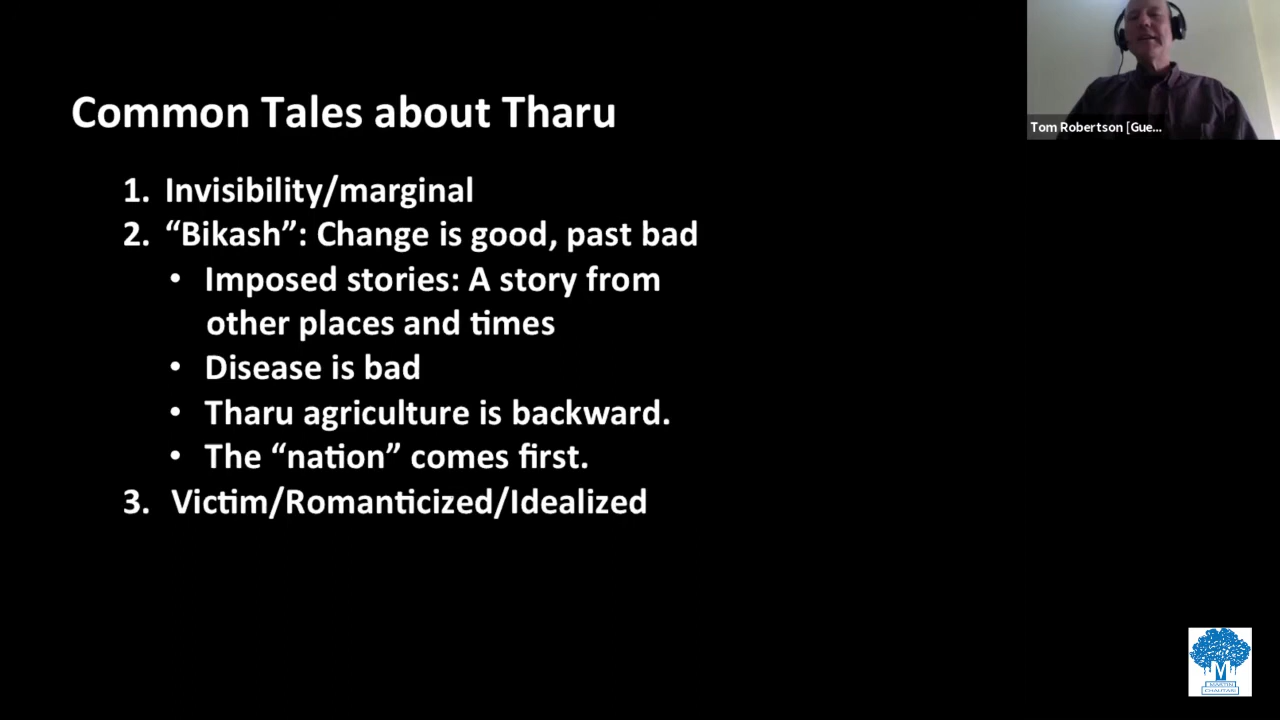 Common Tales about Tharu
1. Invisibility/marginal
2. “Bikash”: Change is good, past bad
• Imposed stories: A story from
other places and times
• Disease is bad
• Tharu agriculture is backward.
• The “nation” comes first.
3. Victim/Romanticized/Idealized
Tom Robertson [Gue...
M
MARTIN
CHAUTARI